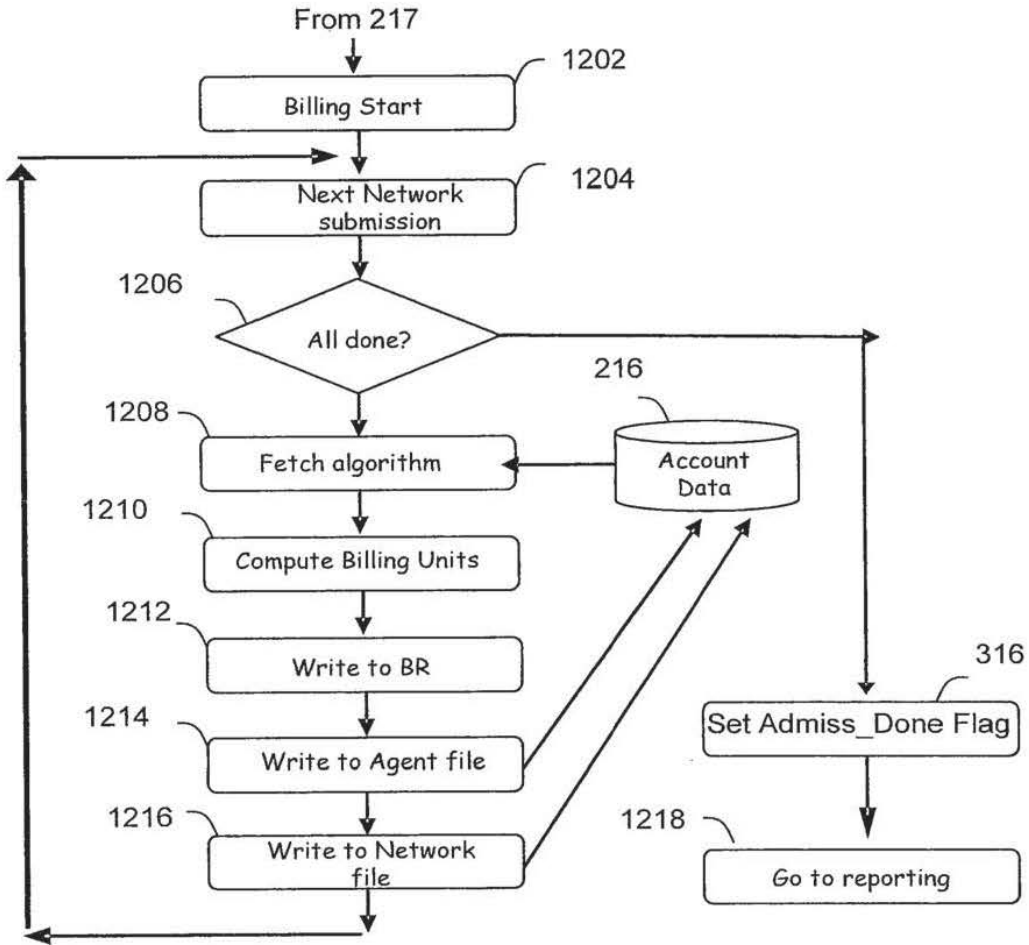 From 217
1202
Billing Start
1204
Next Network
submission
1206
All done?
216
1208
Fetch algorithm
Account
Data
1210
Compute Billing Units
1212
Write to BR
316
1214
Set Admiss_Done Flag
Write to Agent file
1216
1218
Write to Network
file
Go to reporting